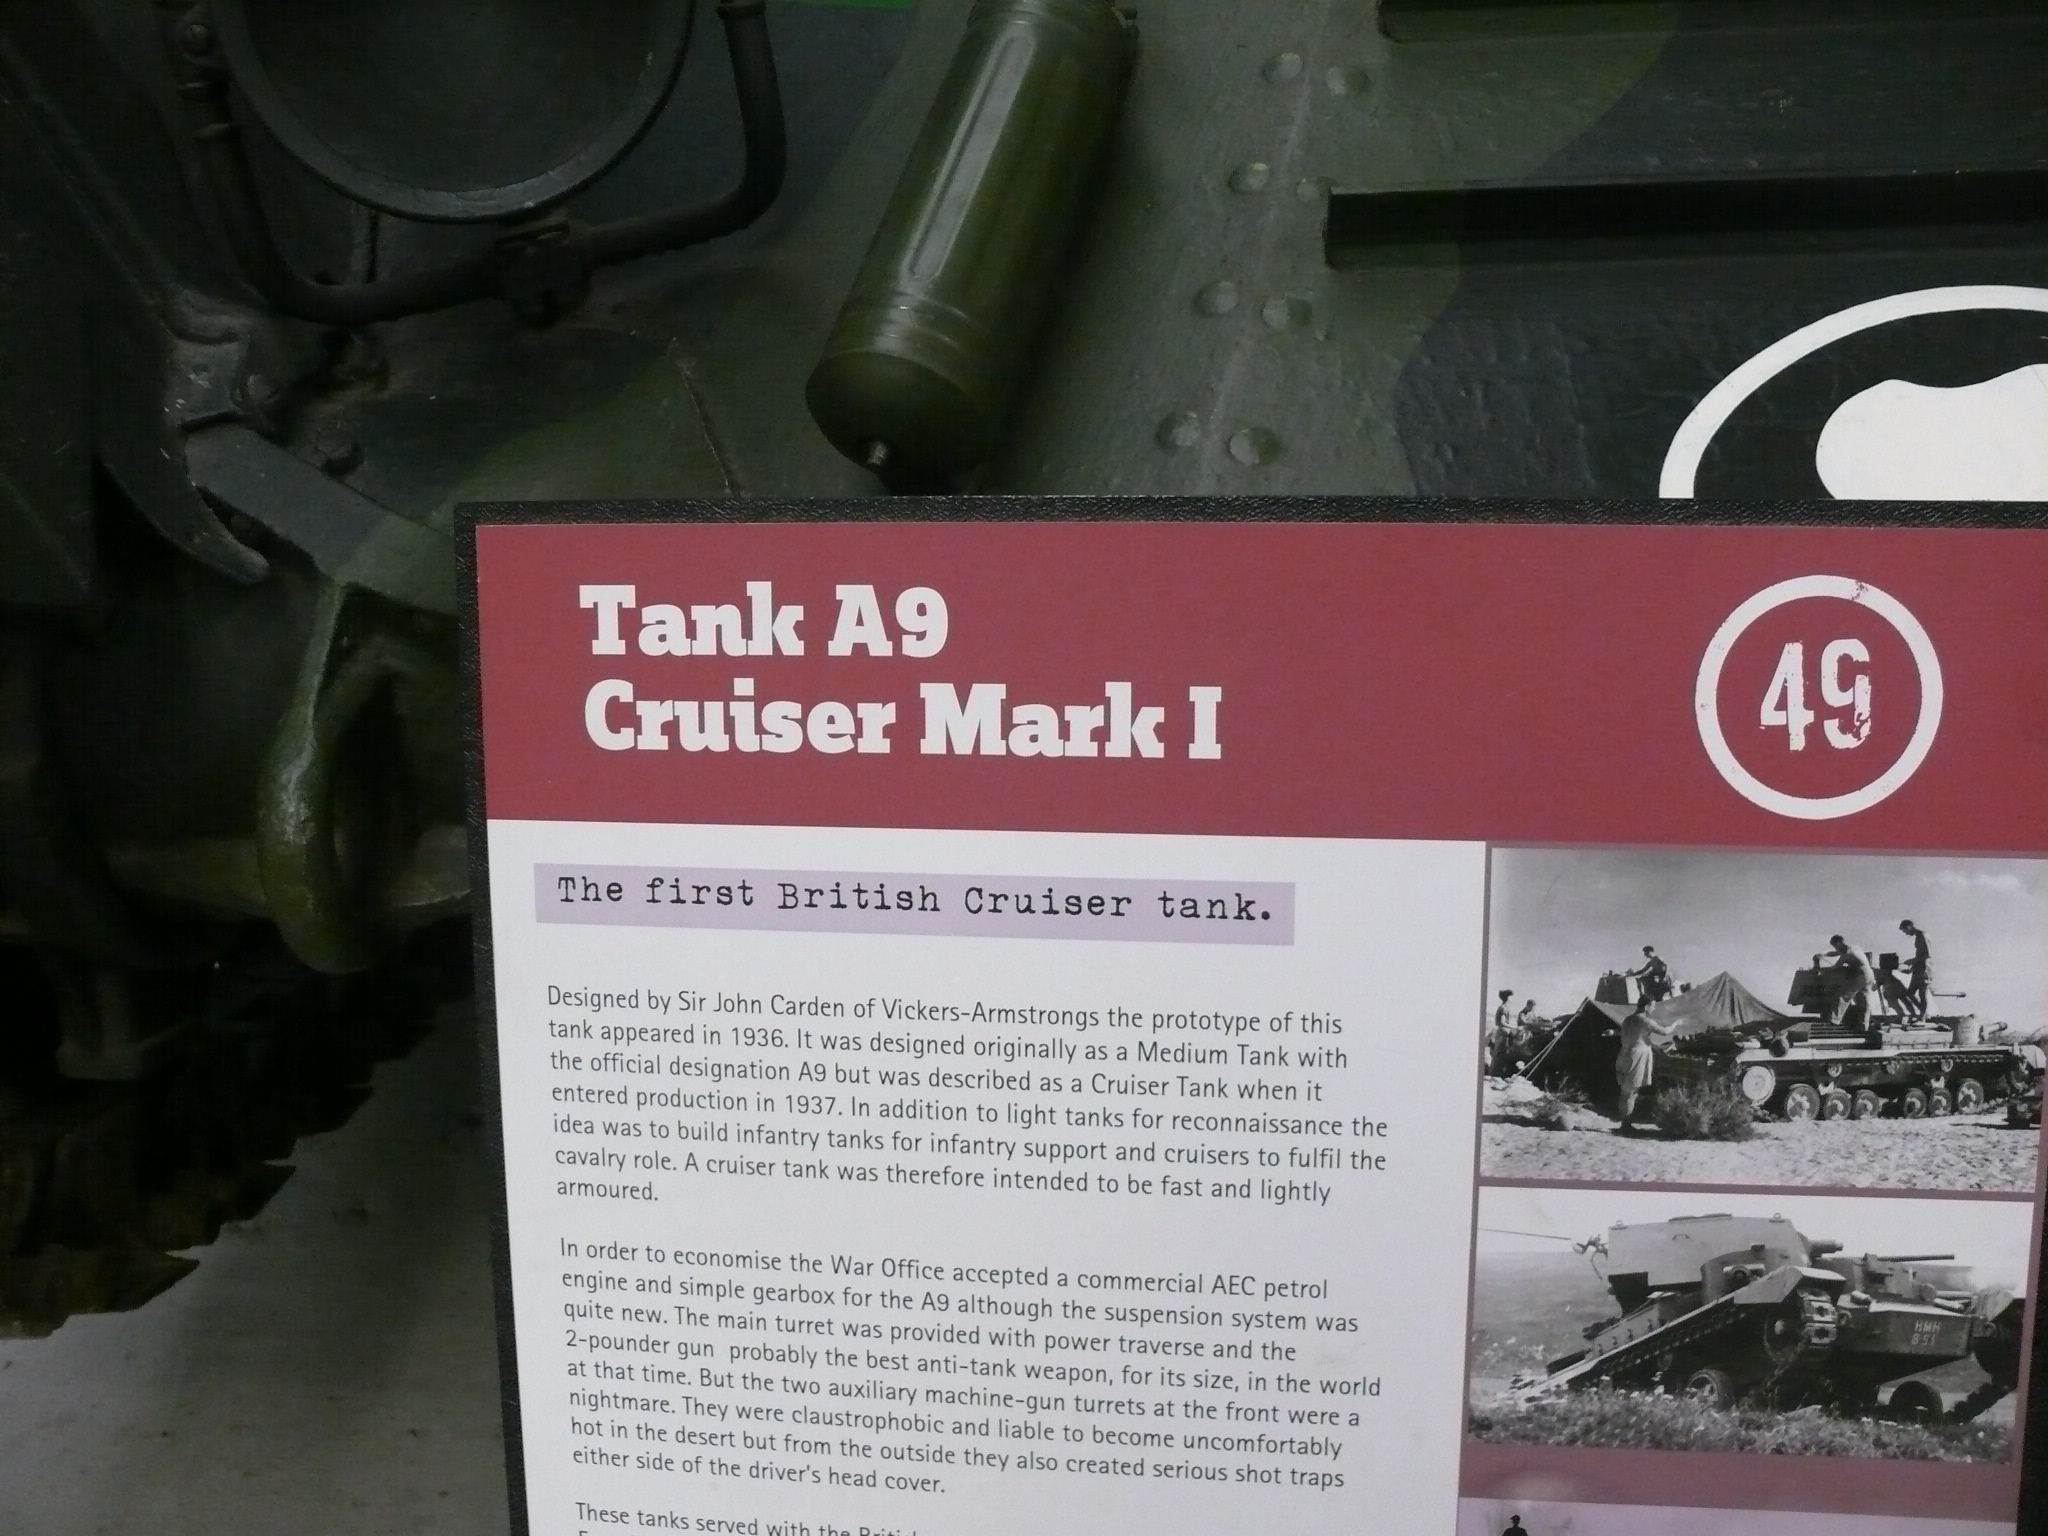 Tank A9
Cruiser Mark I
49
The first British Cruiser tank.
Designed by Sir John Carden of Vickers-Armstrongs the prototype of this
tank appeared in 1936. It was designed originally as a Medium Tank with
the official designation A9 but was described as a Cruiser Tank when it
entered production in 1937. In addition to light tanks for reconnaissance the
idea was to build infantry tanks for infantry support and cruisers to fulfil the
cavalry role. A cruiser tank was therefore intended to be fast and lightly
armoured.
In order to economise the War Office accepted a commercial AEC petrol
engine and simple gearbox for the A9 although the suspension system was
quite new. The main turret was provided with power traverse and the
2-pounder gun probably the best anti-tank weapon, for its size, in the world
at that time. But the two auxiliary machine-gun turrets at the front were a
nightmare. They were claustrophobic and liable to become uncomfortably
hot in the desert but from the outside they also created serious shot traps
either side of the driver's head cover.
These tanks served with the
HMH
851